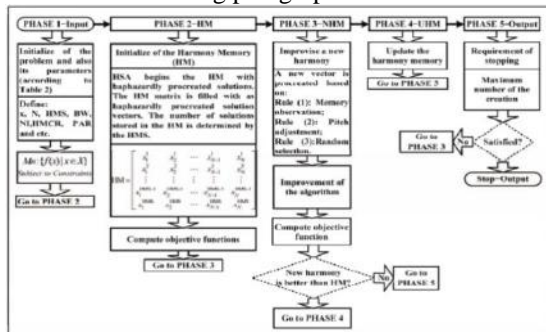 PHASE 1-Input
Initialize of the
problem and also
its parameters
(according to
Table 2)
Define:
x, N, HMS, BW,
NI,HMCR, PAR
and etc.
Subject to Constraints
Go to PHASE 2
PHASE 2-HM
Initialize of the Harmony Memory
(HM)
HSA begins the HM with
haphazardly procreated solutions.
The HM matrix is filled with as
haphazardly procreated solution
vectors. The number of solutions
stored in the HM is determined by
the HMS.
HM=
Compute objective functions
Go to PHASE 3
PHASE 3-NHM
Improvise a new
harmony
A new vector is
procreated based
on:
Rule (1): Memory
observation;
Rule (2): Pitch
adjustment;
Rule (3):Random
selection.
Improvement of
the algorithm
Compute objective
function
New harmony
is better than HM?
No
Go to
PHASE 5
Go to PHASE 4
PHASE 4-UHM
Update the
harmony memory
PHASE 5-Output
Requirement of
stopping
Maximum
number of the
creation
Satisfied?
No
Go to
PHASE 3
Stop-Output